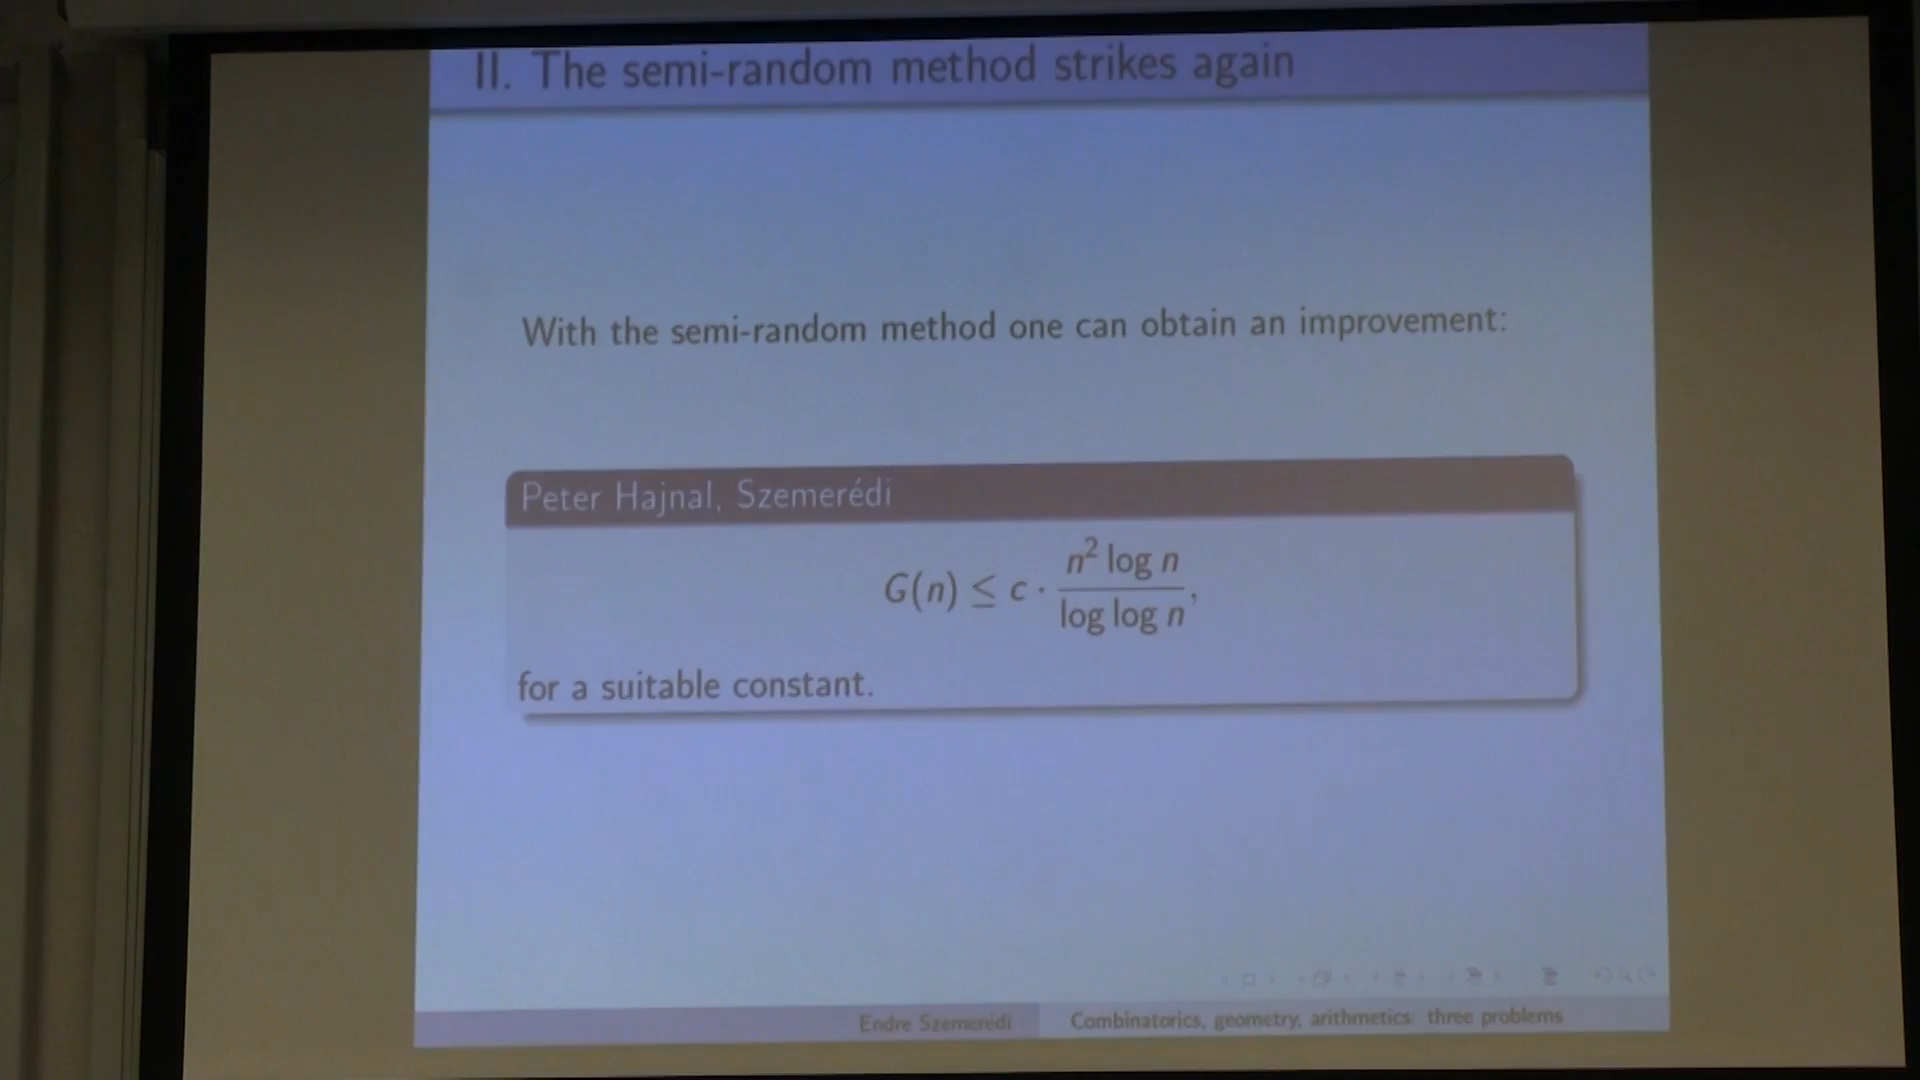 II. The semi-random method strikes again
With the semi-random method one can obtain an improvement:
Peter Hajnal, Szemerédi
G(n) ≤ c · n² log n / log log n,
for a suitable constant.
Endre Szemerédi
Combinatorics, geometry, arithmetics: three problems